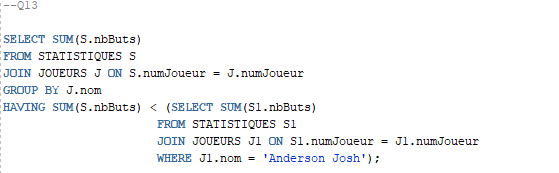 --Q13
SELECT SUM(S.nbButs)
FROM STATISTIQUES S
JOIN JOUEURS J ON S.numJoueur = J.numJoueur
GROUP BY J.nom
HAVING SUM(S.nbButs) < (SELECT SUM(S1.nbButs)
FROM STATISTIQUES S1
JOIN JOUEURS J1 ON S1.numJoueur = J1.numJoueur
WHERE J1.nom = 'Anderson Josh');